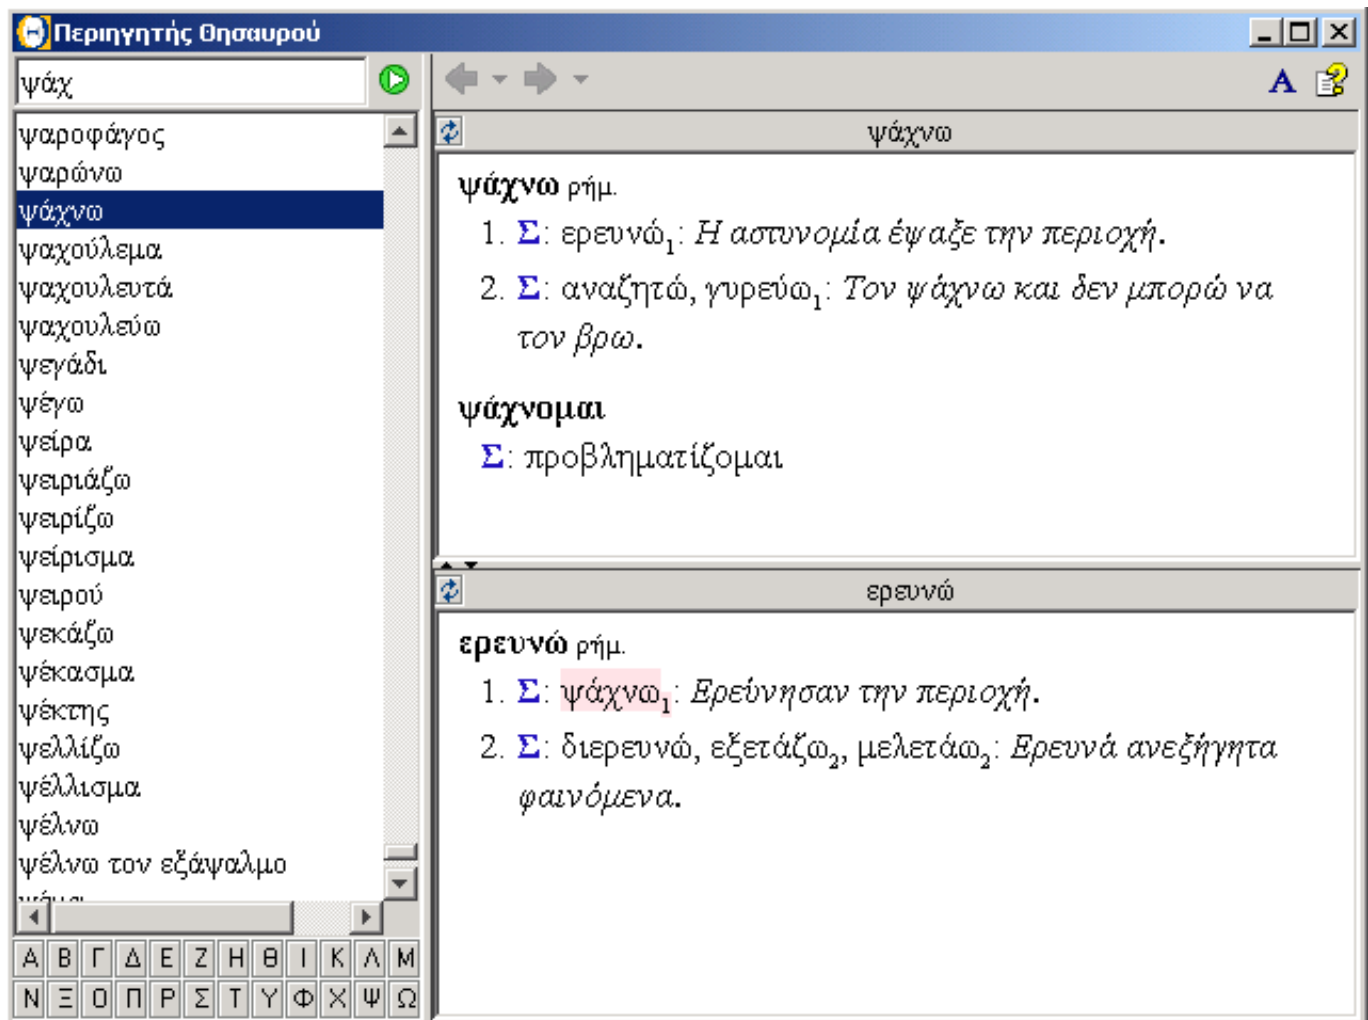 Περιηγητής Θησαυρού
ψάχ
ψαροφάγος
ψαρώνω
ψάχνω
ψαχούλεμα
ψαχουλευτά
ψαχουλεύω
ψεγάδι
ψέγω
ψείρα
ψειριάζω
ψειρίζω
ψείρισμα
ψειρού
ψεκάζω
ψέκασμα
ψέκτης
ψελλίζω
ψέλλισμα
ψέλνω
ψέλνω τον εξάψαλμο
Α Β Γ Δ Ε Ζ Η Θ Ι Κ Λ Μ
Ν Ξ Ο Π Ρ Σ Τ Υ Φ Χ Ψ Ω
A
ψάχνω
ψάχνω ρήμ.
1. Σ: ερευνώ1: Η αστυνομία έψαξε την περιοχή.
2. Σ: αναζητώ, γυρεύω1: Τον ψάχνω και δεν μπορώ να
τον βρω.
ψάχνομαι
Σ: προβληματίζομαι
ερευνώ
ερευνώ ρήμ.
1. Σ: ψάχνω1: Ερεύνησαν την περιοχή.
2. Σ: διερευνώ, εξετάζω2, μελετάω2: Ερευνά ανεξήγητα
φαινόμενα.